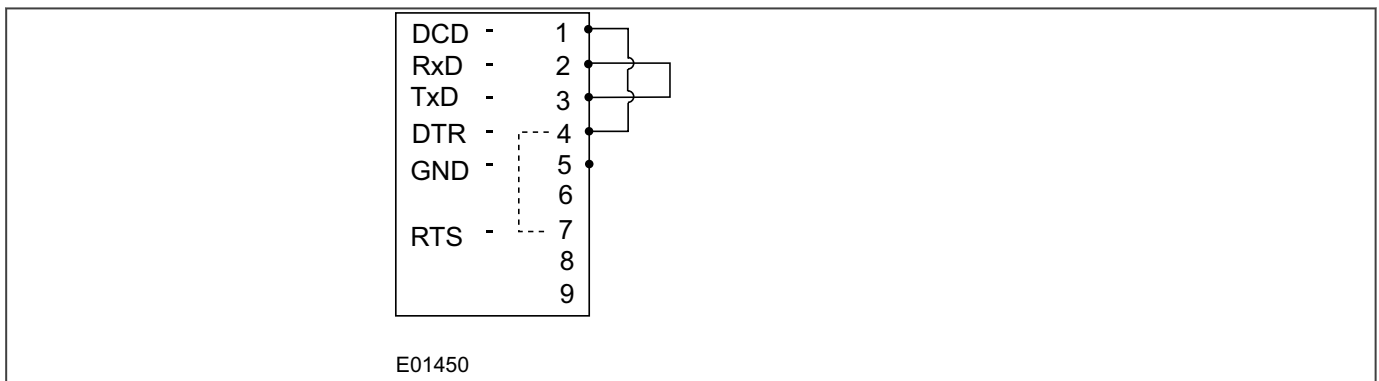 DCD - 1
RxD - 2
TxD - 3
DTR - 4
GND - 5
6
RTS - 7
8
9
E01450